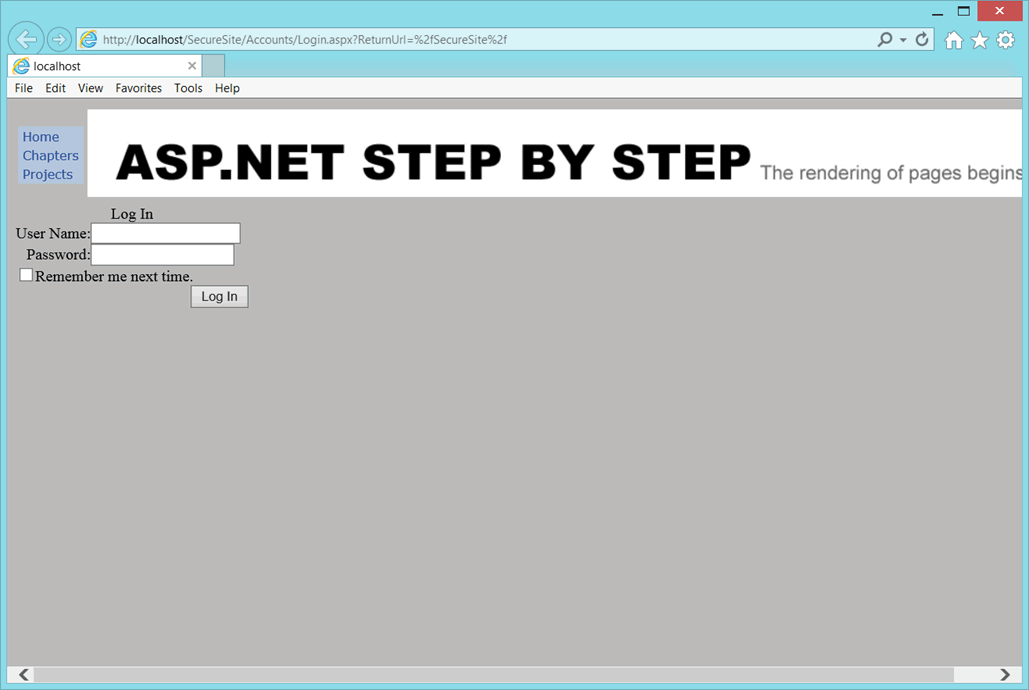 http://localhost/SecureSite/Accounts/Login.aspx?ReturnUrl=%2fSecureSite%2f
localhost
File Edit View Favorites Tools Help
Home
Chapters
Projects
ASP.NET STEP BY STEP The rendering of pages begins
Log In
User Name:
Password:
Remember me next time.
Log In